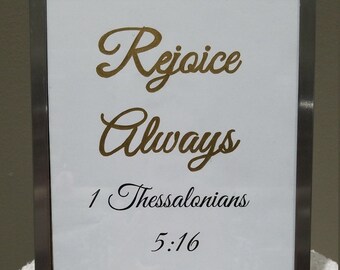 Rejoice
Always
1 Thessalonians
5:16